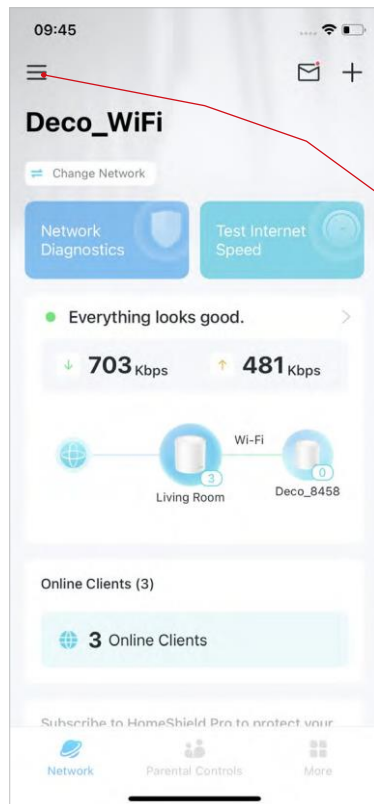 09:45
Deco_WiFi
Change Network
Network
Diagnostics
Test Internet
Speed
Everything looks good.
703 Kbps
481 Kbps
Wi-Fi
3
0
Living Room
Deco_8458
Online Clients (3)
3 Online Clients
Subscribe to HomeShield Pro to protect your
Network
Parental Controls
More